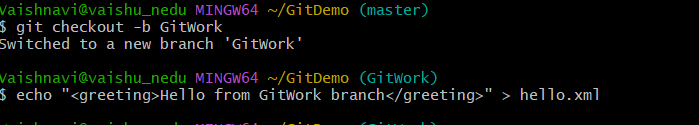 Vaishnavi@vaishu_nedu MINGW64 ~/GitDemo (master)
$ git checkout -b GitWork
Switched to a new branch 'GitWork'
Vaishnavi@vaishu_nedu MINGW64 ~/GitDemo (GitWork)
$ echo "<greeting>Hello from GitWork branch</greeting>" > hello.xml